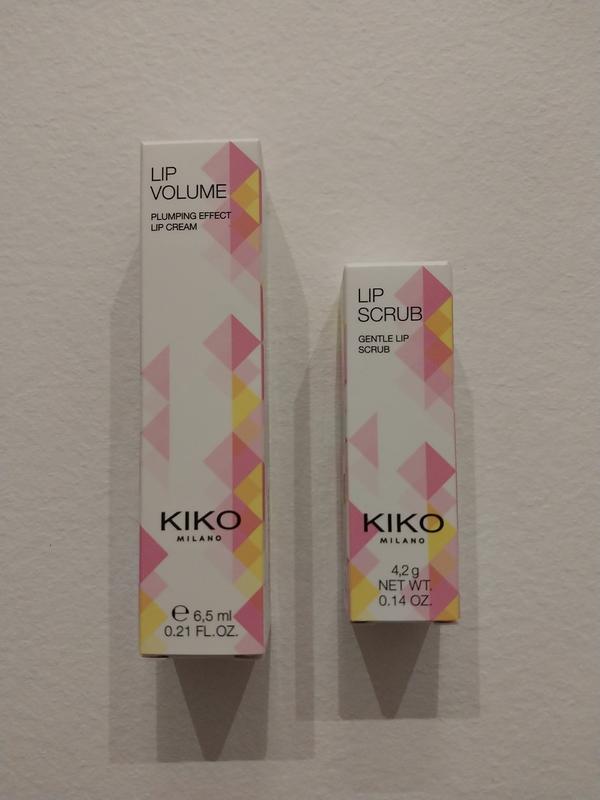 LIP
VOLUME
PLUMPING EFFECT
LIP CREAM
KIKO
MILANO
℮ 6,5 ml
0.21 FL.OZ.
LIP
SCRUB
GENTLE LIP
SCRUB
KIKO
MILANO
4,2 g
NET WT.
0.14 OZ.